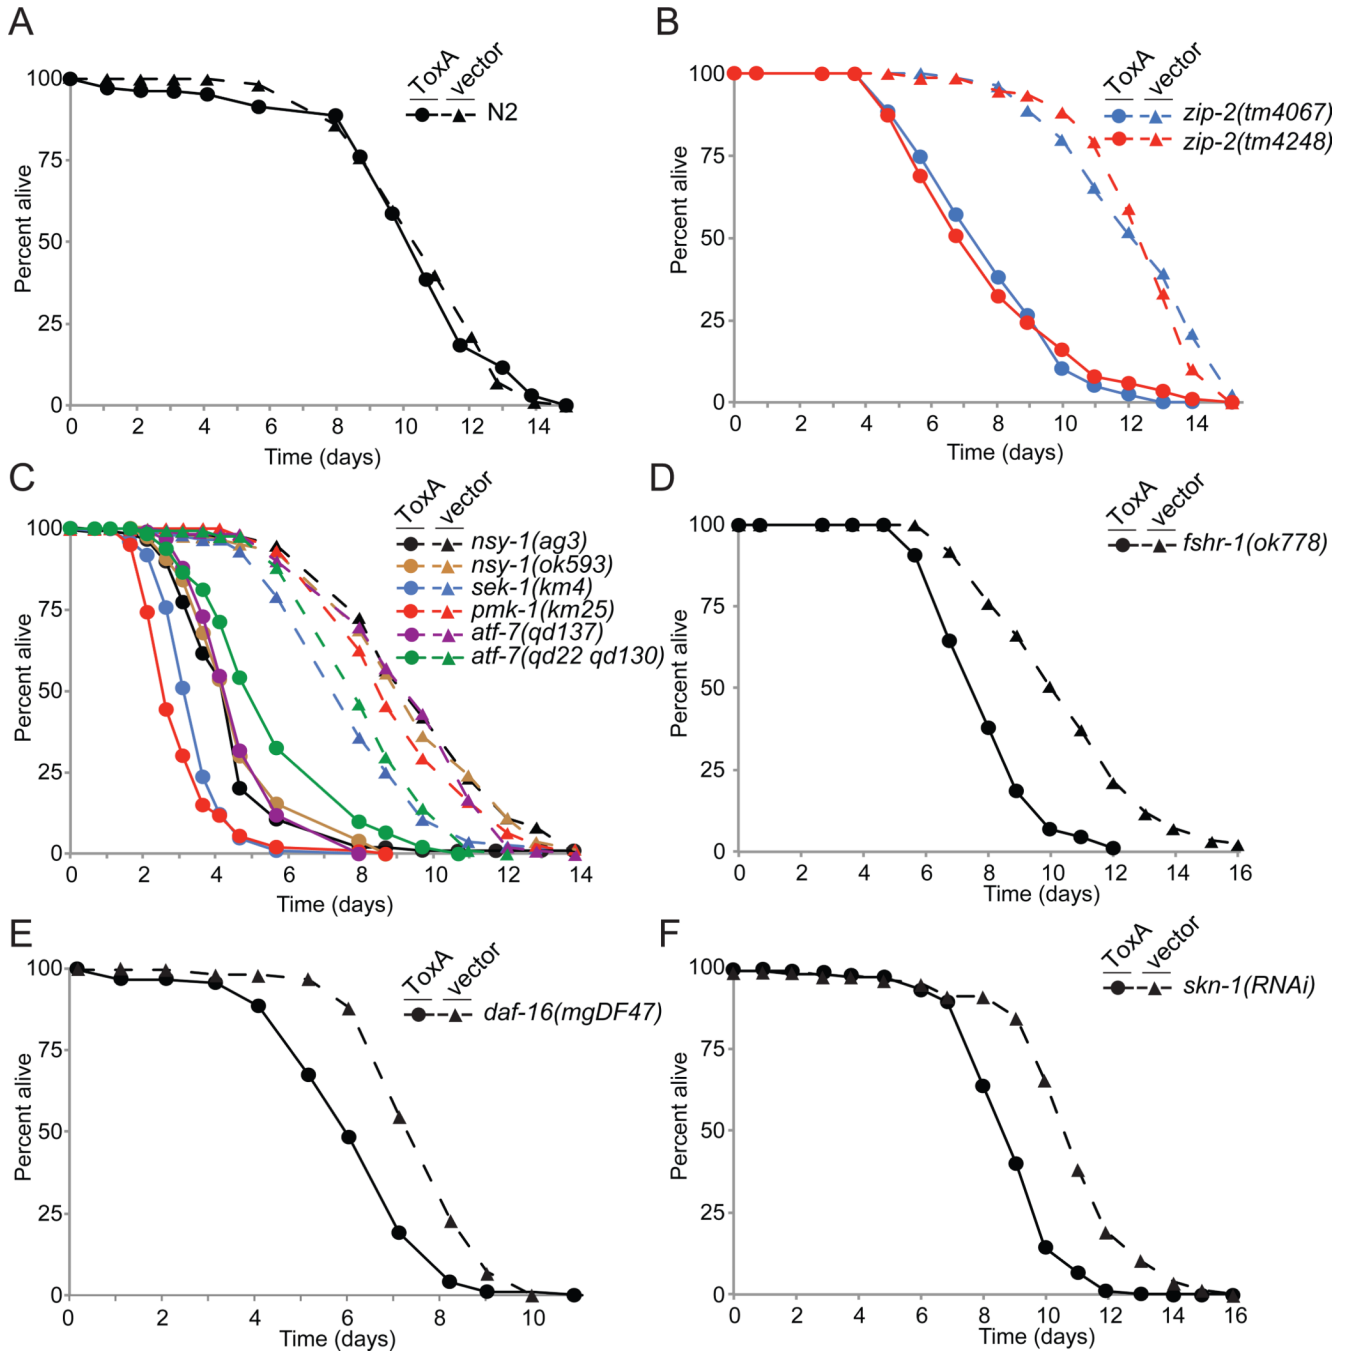 A
ToxA
vector
N2
Percent alive
100
75
50
25
0
0 2 4 6 8 10 12 14
Time (days)
B
ToxA
vector
zip-2(tm4067)
zip-2(tm4248)
Percent alive
100
75
50
25
0
0 2 4 6 8 10 12 14
Time (days)
C
ToxA
vector
nsy-1(ag3)
nsy-1(ok593)
sek-1(km4)
pmk-1(km25)
atf-7(qd137)
atf-7(qd22 qd130)
Percent alive
100
75
50
25
0
0 2 4 6 8 10 12 14
Time (days)
D
ToxA
vector
fshr-1(ok778)
Percent alive
100
75
50
25
0
0 2 4 6 8 10 12 14 16
Time (days)
E
ToxA
vector
daf-16(mgDF47)
Percent alive
100
75
50
25
0
0 2 4 6 8 10
Time (days)
F
ToxA
vector
skn-1(RNAi)
Percent alive
100
75
50
25
0
0 2 4 6 8 10 12 14 16
Time (days)